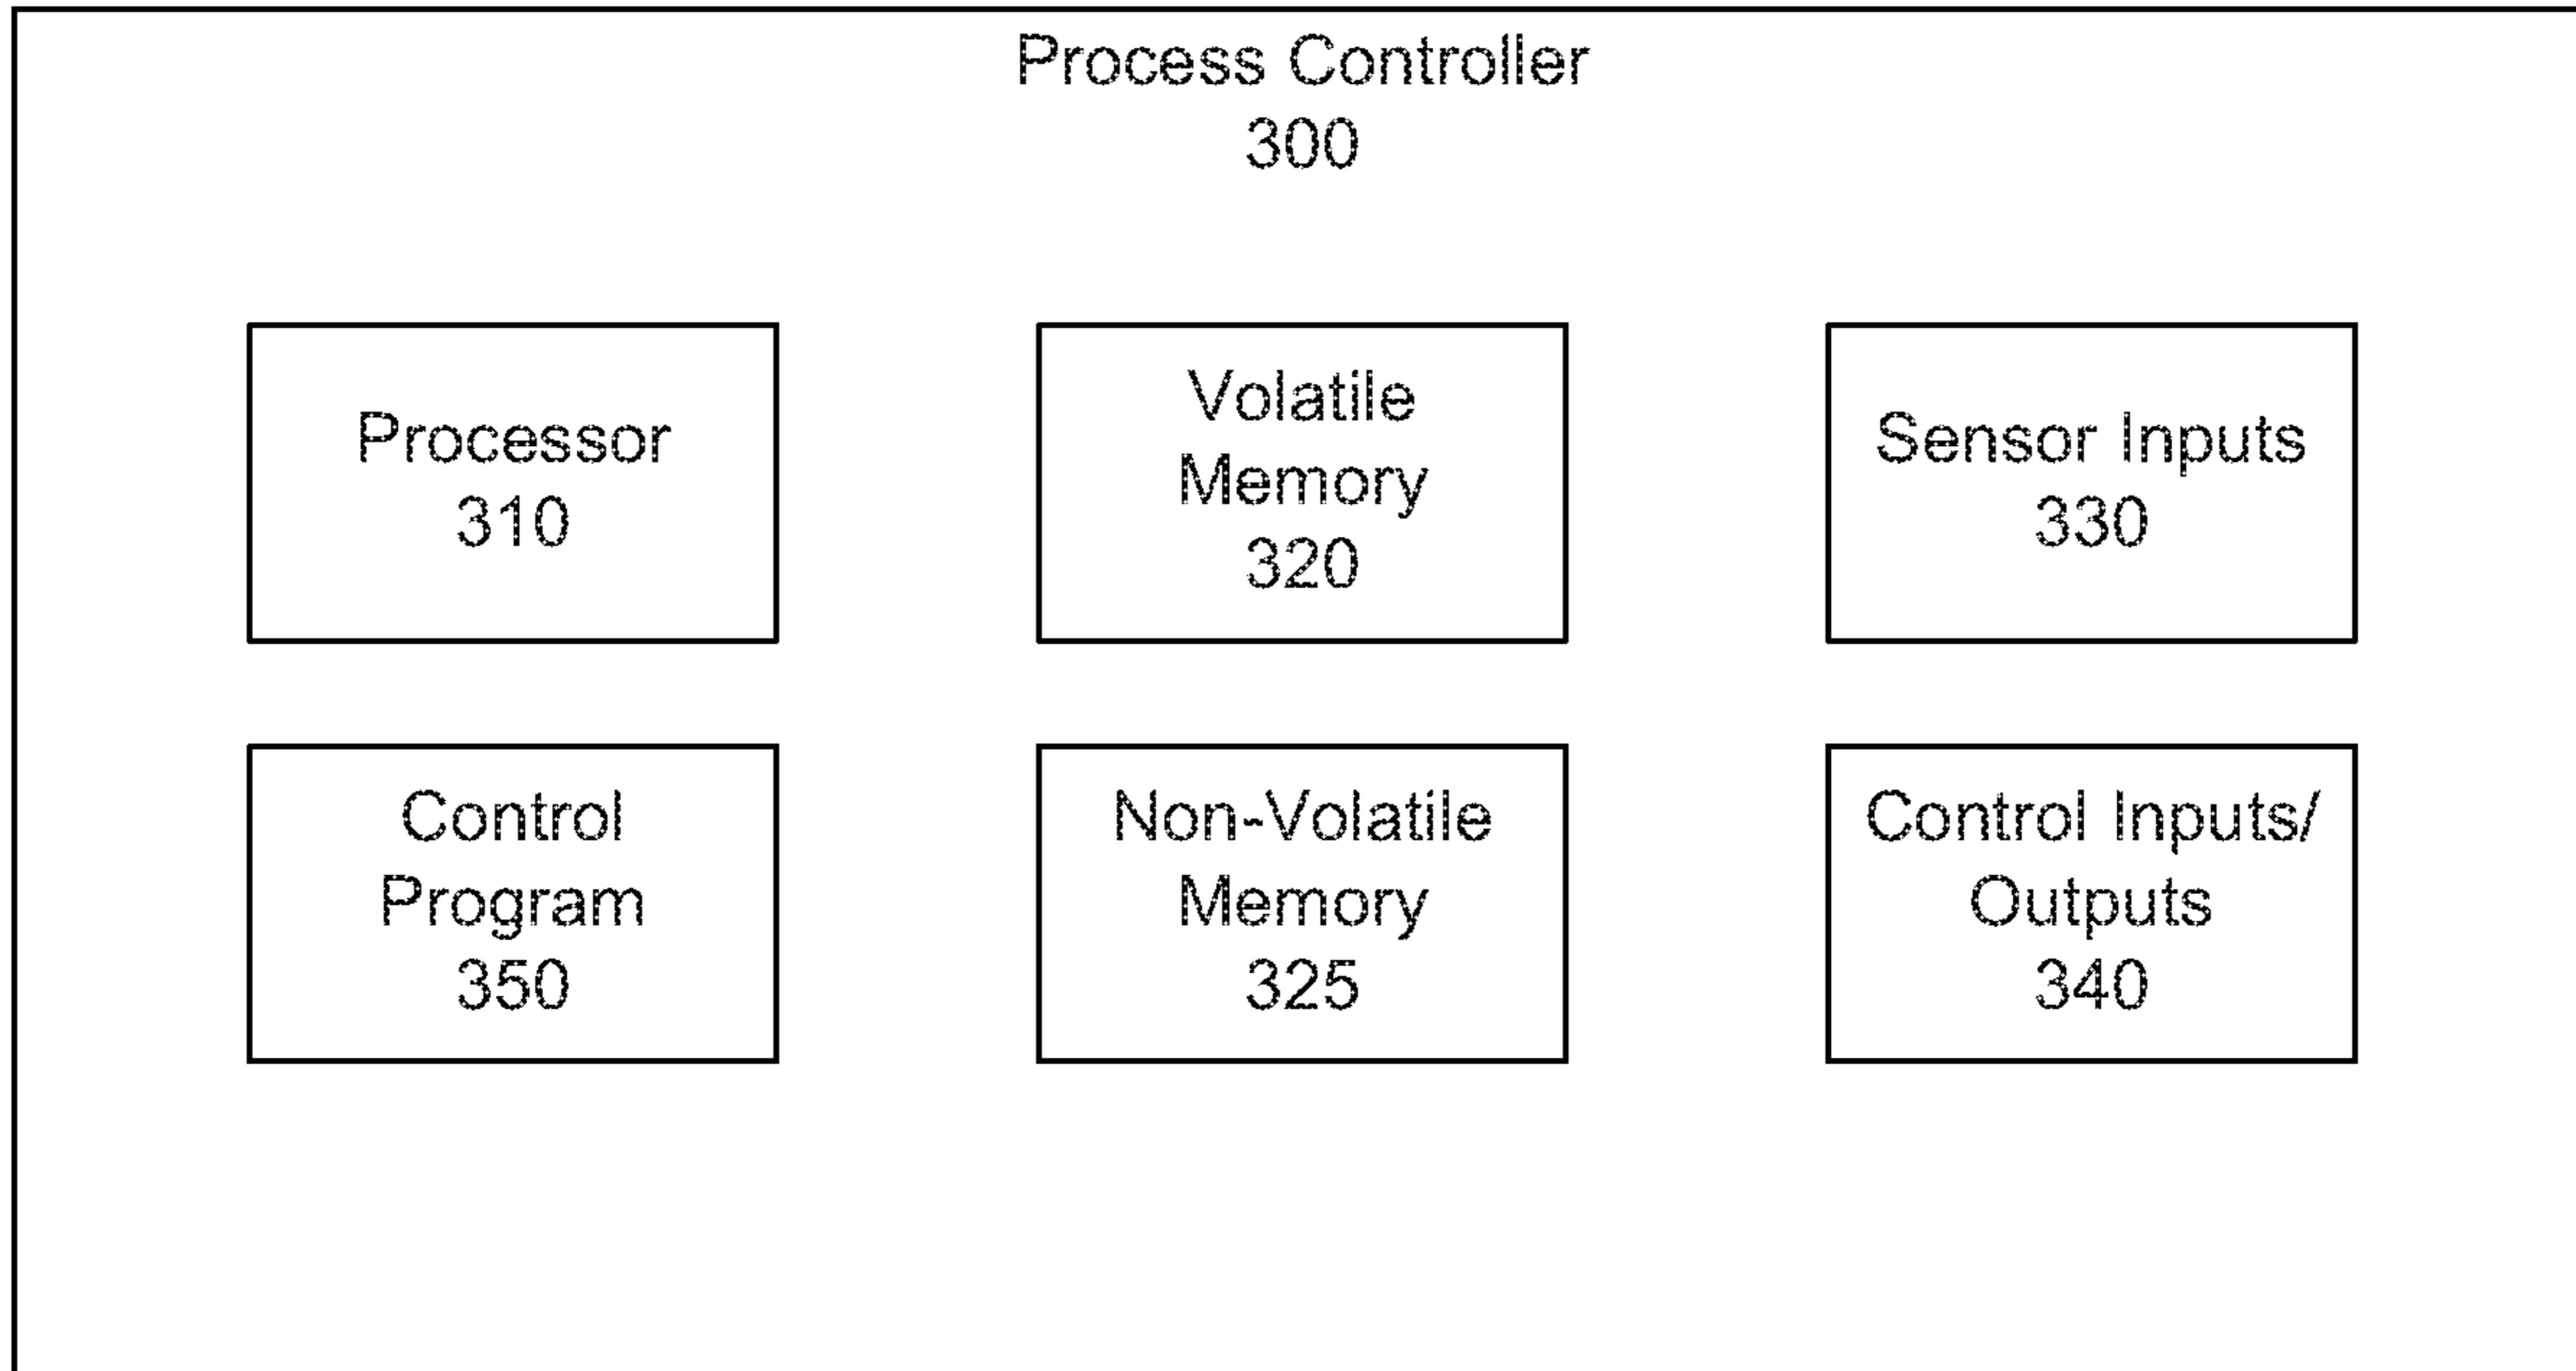 Process Controller
300
Processor
310
Volatile
Memory
320
Sensor Inputs
330
Control
Program
350
Non-Volatile
Memory
325
Control Inputs/
Outputs
340